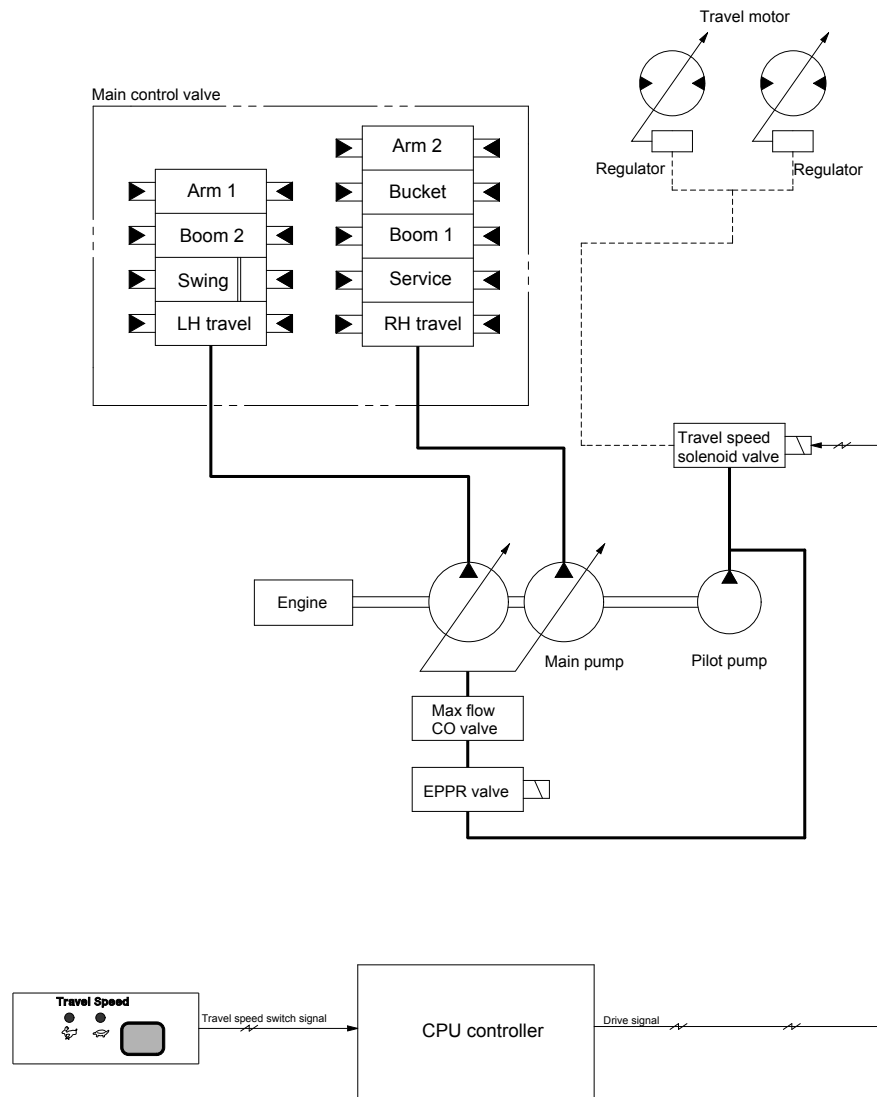 Travel motor
Main control valve
Regulator
Regulator
Arm 2
Arm 1
Bucket
Boom 2
Boom 1
Swing
Service
LH travel
RH travel
Travel speed
solenoid valve
Engine
Main pump
Pilot pump
Max flow
CO valve
EPPR valve
Travel Speed
Travel speed switch signal
CPU controller
Drive signal